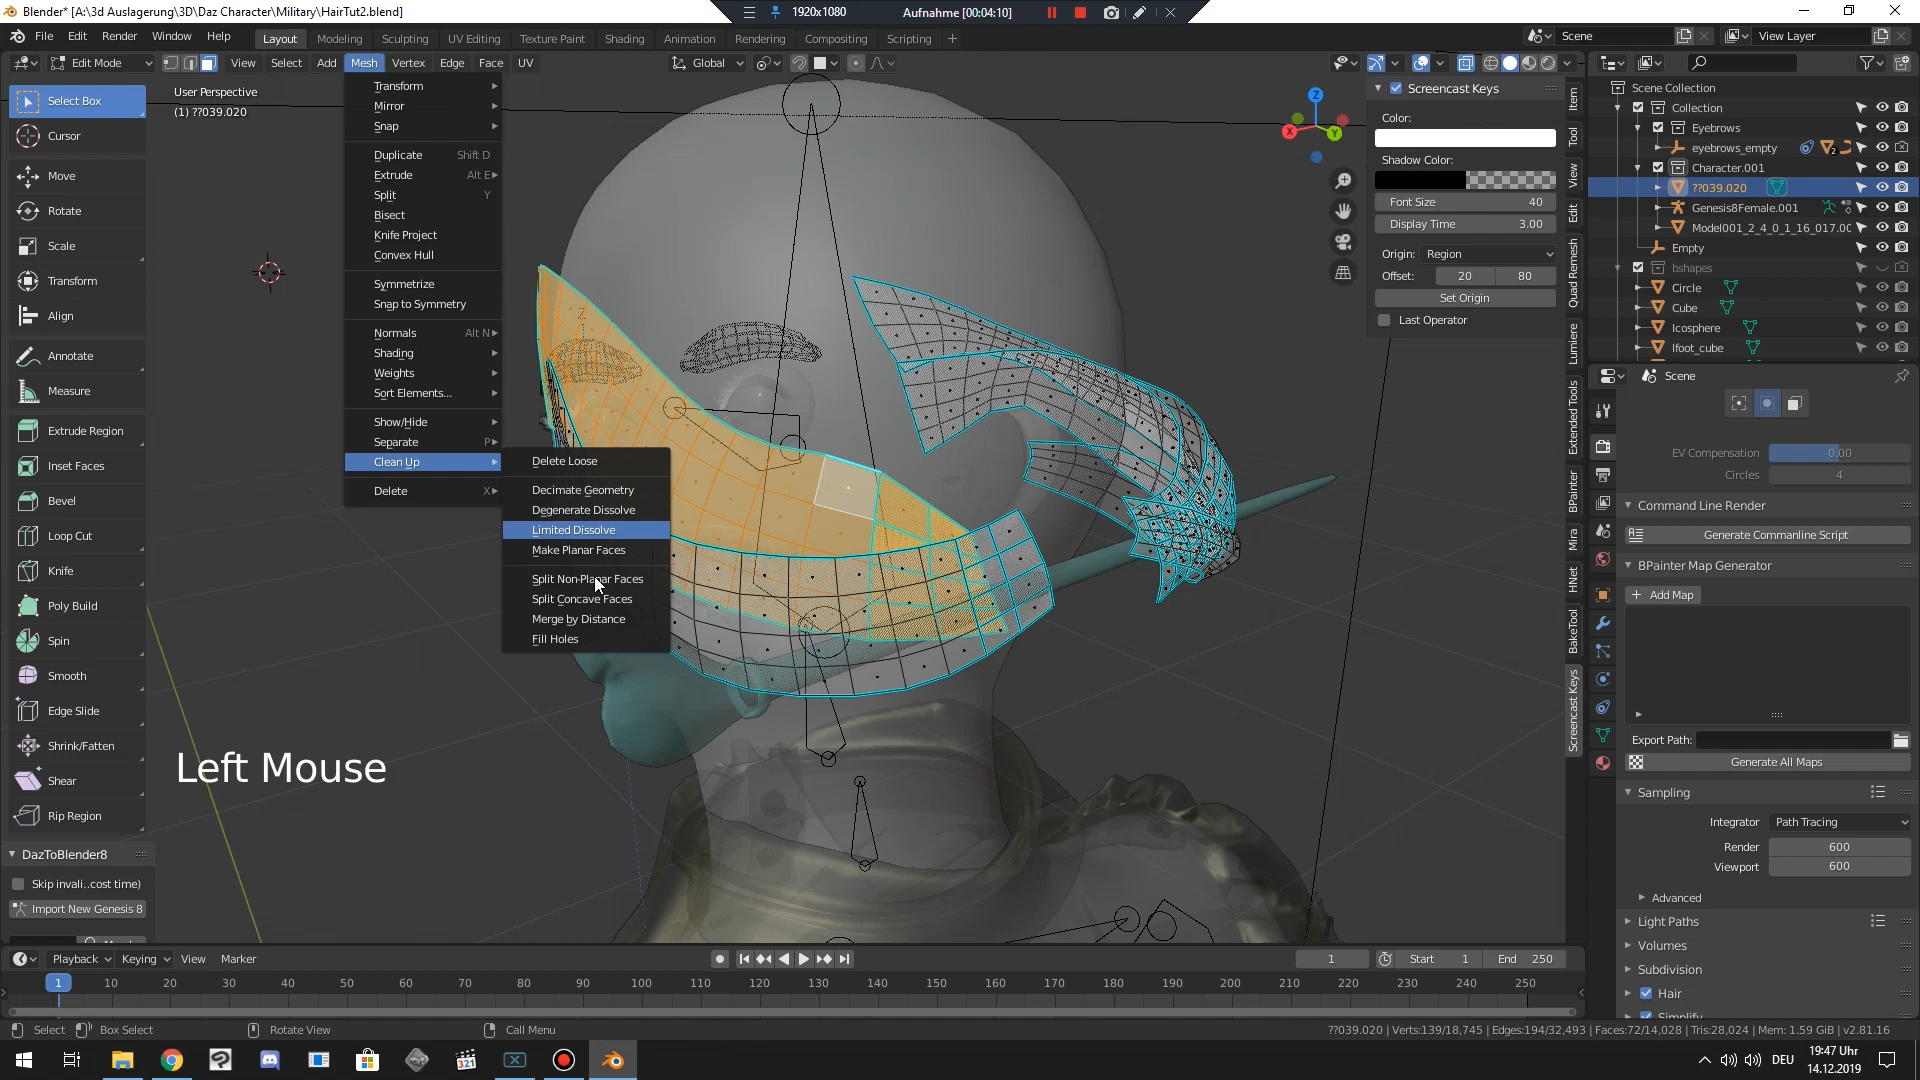 Blender* [A:\3d Auslagerung\3D\Daz Character\Military\HairTut2.blend]
1920x1080
Aufnahme [00:04:10]
File Edit Render Window Help
Layout Modeling Sculpting UV Editing Texture Paint Shading Animation Rendering Compositing Scripting +
Scene
View Layer
Edit Mode
View Select Add Mesh Vertex Edge Face UV
Global
Select Box
Cursor
Move
Rotate
Scale
Transform
Align
Annotate
Measure
Extrude Region
Inset Faces
Bevel
Loop Cut
Knife
Poly Build
Spin
Smooth
Edge Slide
Shrink/Fatten
Shear
Rip Region
DazToBlender8
Skip invali..cost time)
Import New Genesis 8
User Perspective
(1) ??039.020
Transform
Mirror
Snap
Duplicate Shift D
Extrude Alt E
Split Y
Bisect
Knife Project
Convex Hull
Symmetrize
Snap to Symmetry
Normals Alt N
Shading
Weights
Sort Elements...
Show/Hide
Separate P
Clean Up
Delete X
Delete Loose
Decimate Geometry
Degenerate Dissolve
Limited Dissolve
Make Planar Faces
Split Non-Planar Faces
Split Concave Faces
Merge by Distance
Fill Holes
Left Mouse
Z
X
Y
Z
Screencast Keys
Color:
Shadow Color:
Font Size 40
Display Time 3.00
Origin: Region
Offset: 20 80
Set Origin
Last Operator
Item
Tool
View
Edit
Quad Remesh
Lumiere
Extended Tools
BPainter
Mira
HNet
BakeTool
Screencast Keys
Scene Collection
Collection
Eyebrows
eyebrows_empty
2
Character.001
??039.020
Genesis8Female.001
Model001_2_4_0_1_16_017.00
Empty
bshapes
Circle
Cube
Icosphere
lfoot_cube
Scene
EV Compensation 0.00
Circles 4
Command Line Render
Generate Commanline Script
BPainter Map Generator
+ Add Map
Export Path:
Generate All Maps
Sampling
Integrator Path Tracing
Render 600
Viewport 600
Advanced
Light Paths
Volumes
Subdivision
Hair
Simplify
Playback Keying View Marker
1
Start 1
End 250
1 10 20 30 40 50 60 70 80 90 100 110 120 130 140 150 160 170 180 190 200 210 220 230 240 250
Select Box Select Rotate View Call Menu
??039.020 | Verts:139/18,745 | Edges:194/32,493 | Faces:72/14,028 | Tris:28,024 | Mem: 1.59 GiB | v2.81.16
321
DEU
19:47 Uhr
14.12.2019